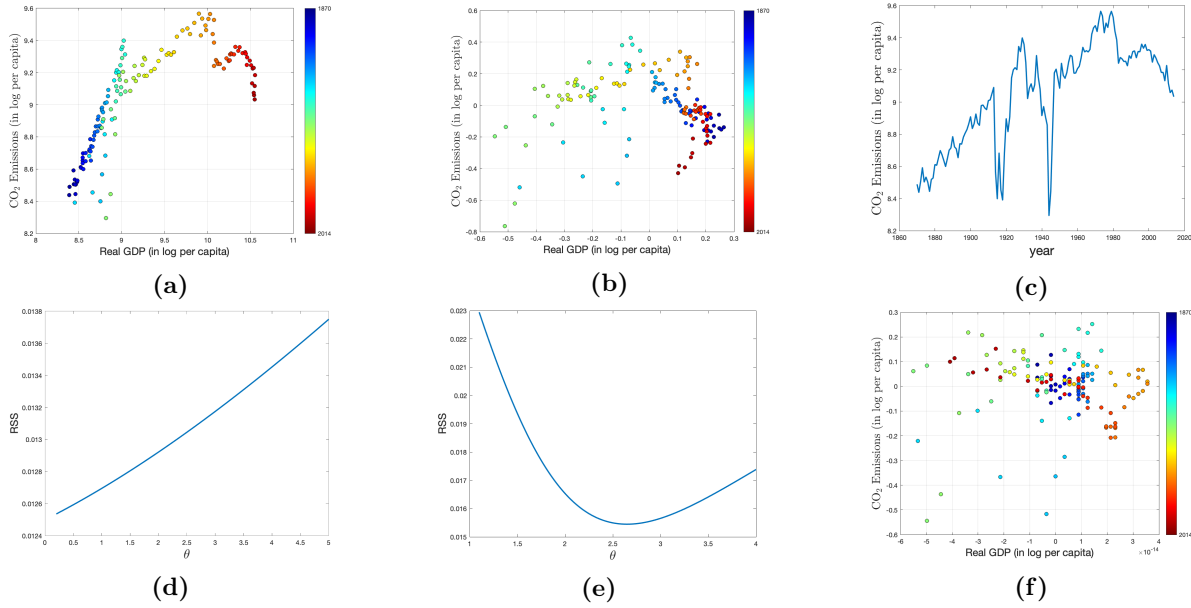 9.6
9.4
9.2
9
8.8
8.6
8.4
8.2
CO₂ Emissions (in log per capita)
8 8.5 9 9.5 10 10.5 11
Real GDP (in log per capita)
1870
2014
(a)
0.8
0.6
0.4
0.2
0
-0.2
-0.4
-0.6
-0.8
CO₂ Emissions (in log per capita)
-0.6 -0.5 -0.4 -0.3 -0.2 -0.1 0 0.1 0.2 0.3
Real GDP (in log per capita)
1870
2014
(b)
9.6
9.4
9.2
9
8.8
8.6
8.4
8.2
CO₂ Emissions (in log per capita)
1860 1880 1900 1920 1940 1960 1980 2000 2020
year
(c)
0.0138
0.0136
0.0134
0.0132
0.013
0.0128
0.0126
0.0124
RSS
0 0.5 1 1.5 2 2.5 3 3.5 4 4.5 5
θ
(d)
0.023
0.022
0.021
0.02
0.019
0.018
0.017
0.016
0.015
RSS
1 1.5 2 2.5 3 3.5 4
θ
(e)
0.3
0.2
0.1
0
-0.1
-0.2
-0.3
-0.4
-0.5
-0.6
CO₂ Emissions (in log per capita)
-6 -5 -4 -3 -2 -1 0 1 2 3 4
Real GDP (in log per capita)
×10⁻¹⁴
1870
2014
(f)